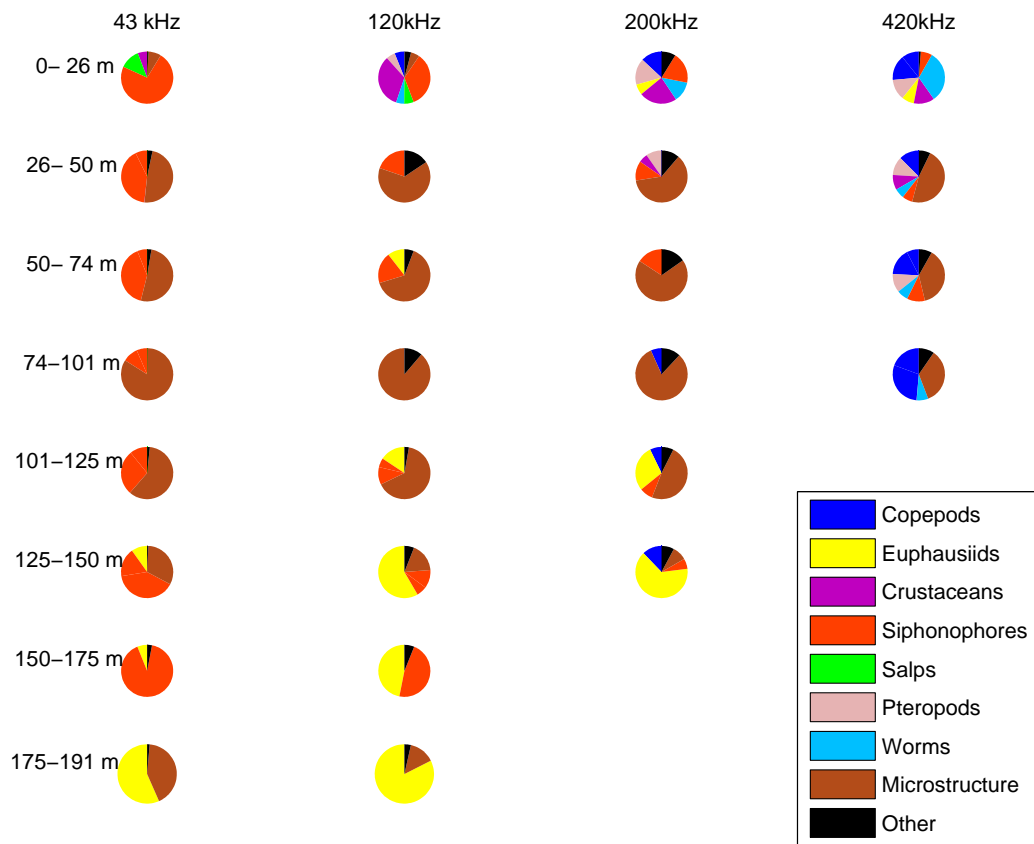 43 kHz 120kHz 200kHz 420kHz
0− 26 m
26− 50 m
50− 74 m
74−101 m
101−125 m
125−150 m
150−175 m
175−191 m
Copepods
Euphausiids
Crustaceans
Siphonophores
Salps
Pteropods
Worms
Microstructure
Other